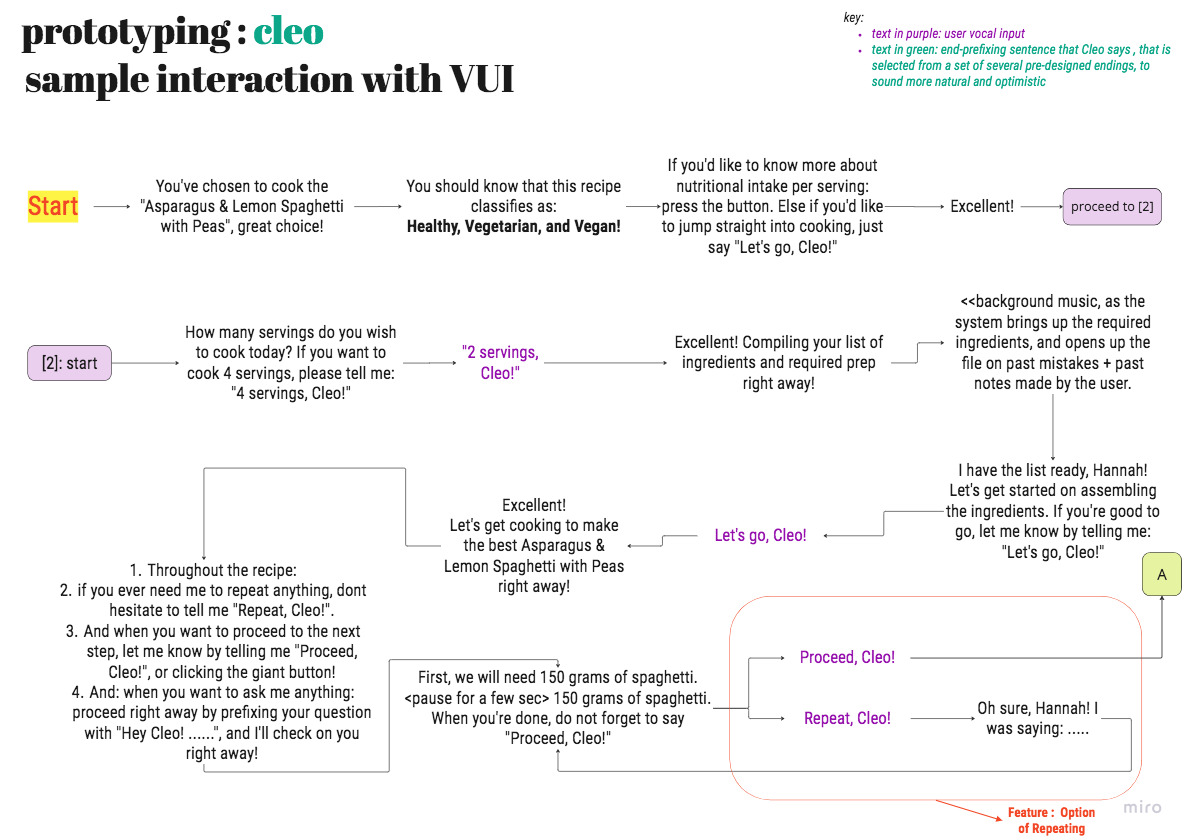 prototyping : cleo
sample interaction with VUI
key:
• text in purple: user vocal input
• text in green: end-prefixing sentence that Cleo says , that is
selected from a set of several pre-designed endings, to
sound more natural and optimistic
Start
You've chosen to cook the
"Asparagus & Lemon Spaghetti
with Peas", great choice!
You should know that this recipe
classifies as:
Healthy, Vegetarian, and Vegan!
If you'd like to know more about
nutritional intake per serving:
press the button. Else if you'd like
to jump straight into cooking, just
say "Let's go, Cleo!"
Excellent!
proceed to [2]
[2]: start
How many servings do you wish
to cook today? If you want to
cook 4 servings, please tell me:
"4 servings, Cleo!"
"2 servings,
Cleo!"
Excellent! Compiling your list of
ingredients and required prep
right away!
<<background music, as the
system brings up the required
ingredients, and opens up the
file on past mistakes + past
notes made by the user.
I have the list ready, Hannah!
Let's get started on assembling
the ingredients. If you're good to
go, let me know by telling me:
"Let's go, Cleo!"
Let's go, Cleo!
Excellent!
Let's get cooking to make
the best Asparagus &
Lemon Spaghetti with Peas
right away!
1. Throughout the recipe:
2. if you ever need me to repeat anything, dont
hesitate to tell me "Repeat, Cleo!".
3. And when you want to proceed to the next
step, let me know by telling me "Proceed,
Cleo!", or clicking the giant button!
4. And: when you want to ask me anything:
proceed right away by prefixing your question
with "Hey Cleo! ......", and I'll check on you
right away!
First, we will need 150 grams of spaghetti.
<pause for a few sec> 150 grams of spaghetti.
When you're done, do not forget to say
"Proceed, Cleo!"
A
Proceed, Cleo!
Repeat, Cleo!
Oh sure, Hannah! I
was saying: .....
Feature : Option
of Repeating
miro